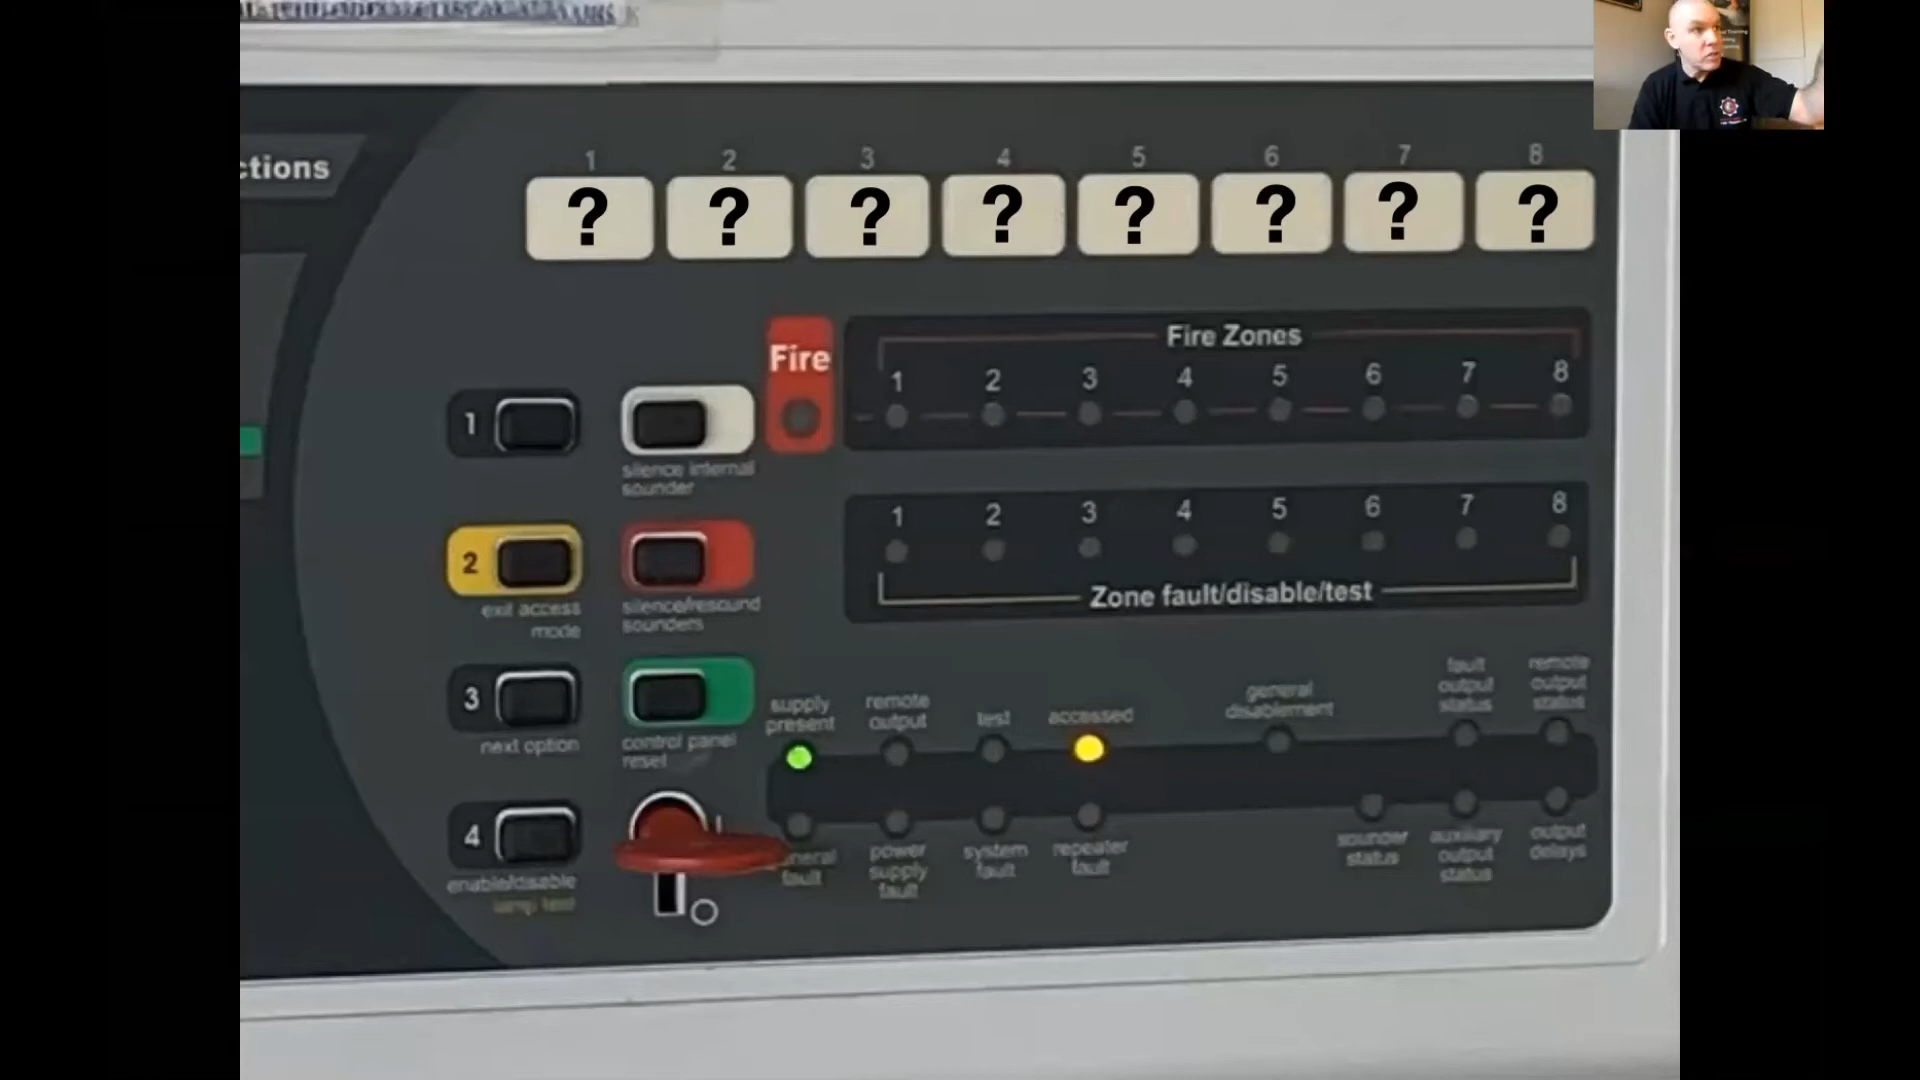 ctions
1 2 3 4 5 6 7 8
? ? ? ? ? ? ? ?
Fire Zones
Fire
1 2 3 4 5 6 7 8
1
silence internal
sounder
1 2 3 4 5 6 7 8
2
Zone fault/disable/test
exit access
mode
silence/resound
sounders
3
next option
control panel
reset
supply
present
remote
output
test
accessed
general
disablement
fault
output
status
remote
output
status
4
enable/disable
lamp test
fault
power
supply
fault
system
fault
repeater
fault
sounder
status
auxiliary
output
status
output
delays